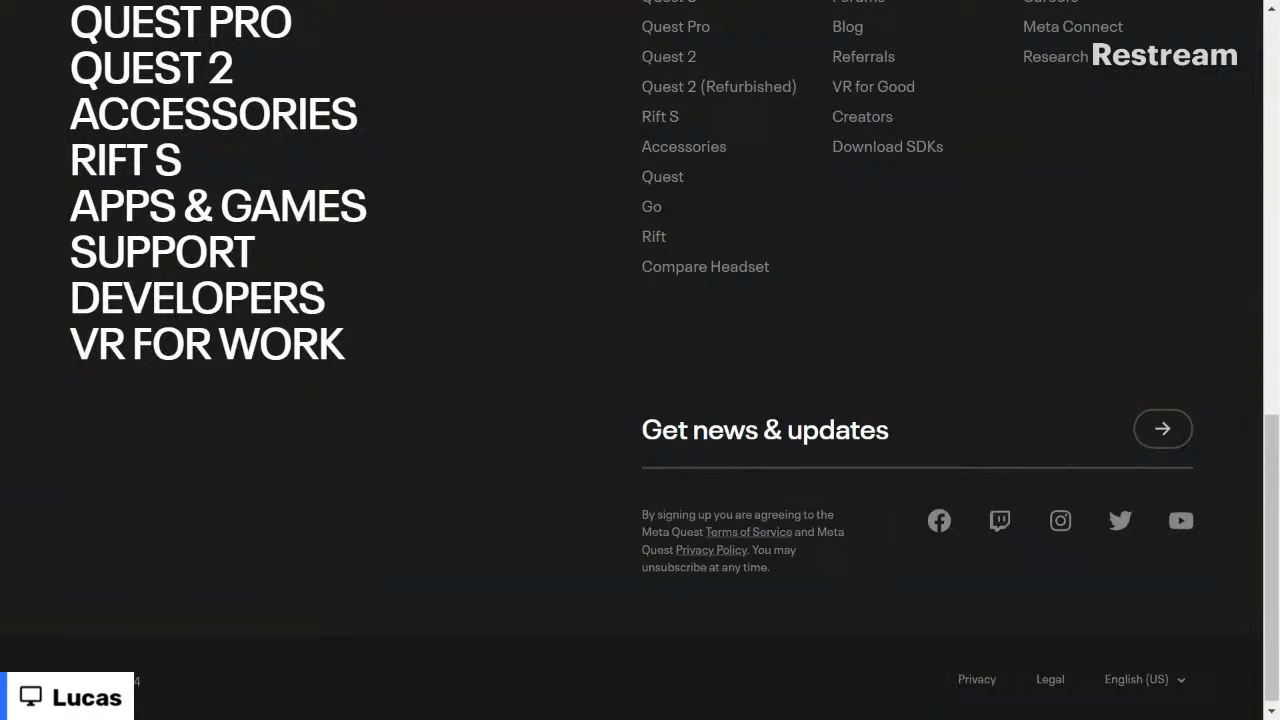 QUEST PRO
QUEST 2
ACCESSORIES
RIFT S
APPS & GAMES
SUPPORT
DEVELOPERS
VR FOR WORK
Quest Pro
Quest 2
Quest 2 (Refurbished)
Rift S
Accessories
Quest
Go
Rift
Compare Headset
Forums
Blog
Referrals
VR for Good
Creators
Download SDKs
Careers
Meta Connect
Research
Restream
Get news & updates
By signing up you are agreeing to the
Meta Quest Terms of Service and Meta
Quest Privacy Policy. You may
unsubscribe at any time.
Privacy
Legal
English (US)
4
Lucas